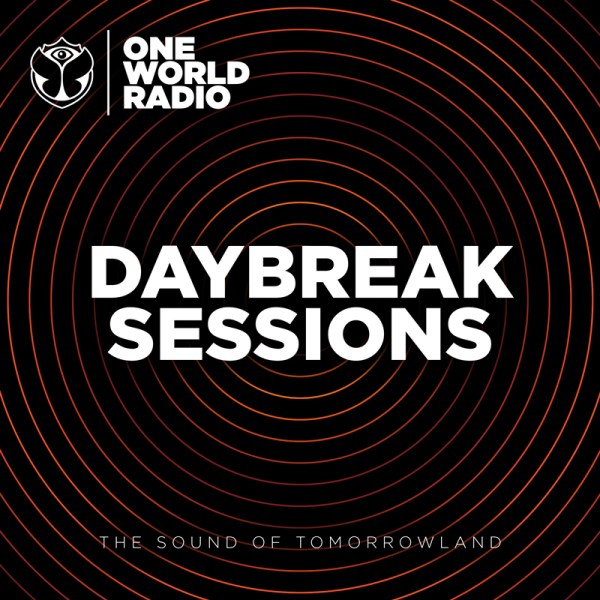 ONE
WORLD
RADIO
DAYBREAK
SESSIONS
THE SOUND OF TOMORROWLAND